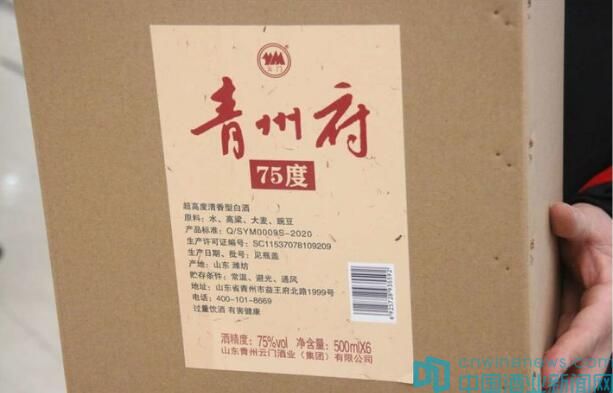 云门
青州府
75度
超高度清香型白酒
原料：水、高粱、大麦、豌豆
产品标准：Q/SYM0009S-2020
生产许可证编号：SC11537078109209
生产日期、批号：见瓶盖
产地：山东 潍坊
贮存条件：常温、避光、通风
地址：山东省青州市益王府北路1999号
电话：400-101-8669
过量饮酒 有害健康
酒精度：75%vol 净含量：500mlX6
山东青州云门酒业（集团）有限公司
cnwinenews.com
中国酒业新闻网